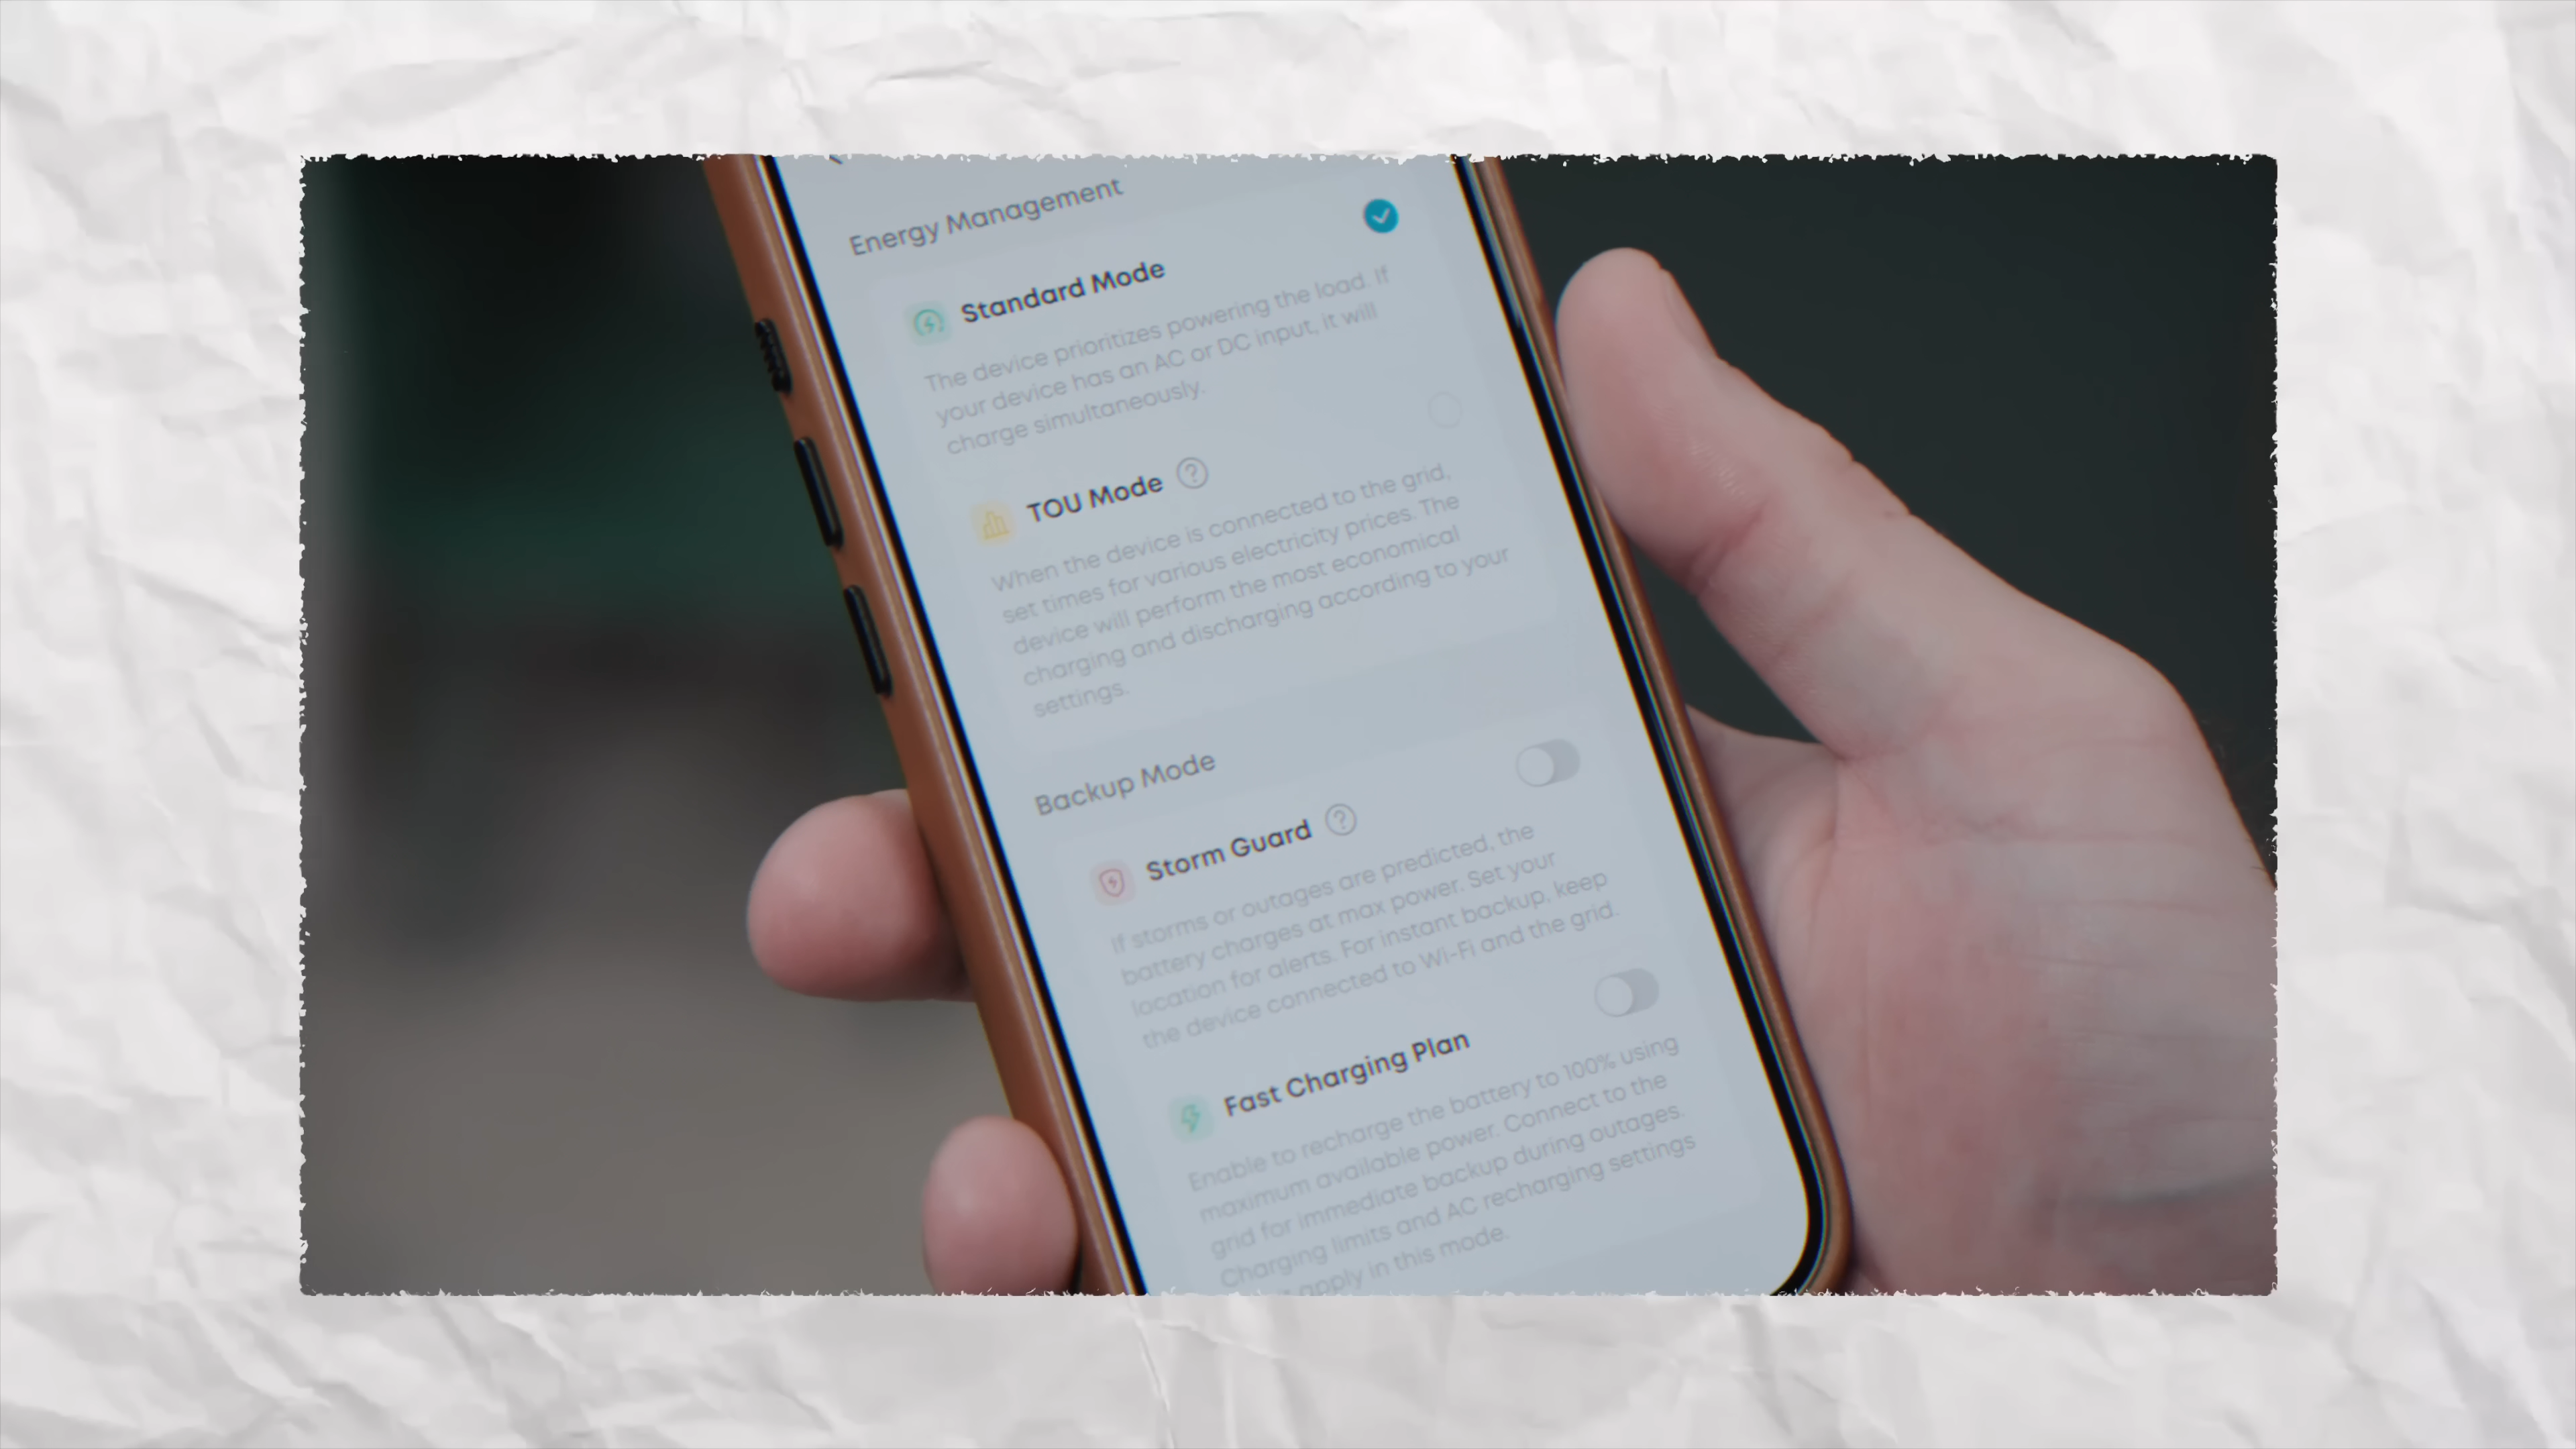 Energy Management
Standard Mode
The device prioritizes powering the load. If
your device has an AC or DC input, it will
charge simultaneously.
TOU Mode ?
When the device is connected to the grid,
set times for various electricity prices. The
device will perform the most economical
charging and discharging according to your
settings.
Backup Mode
Storm Guard ?
If storms or outages are predicted, the
battery charges at max power. Set your
location for alerts. For instant backup, keep
the device connected to Wi-Fi and the grid.
Fast Charging Plan
Enable to recharge the battery to 100% using
maximum available power. Connect to the
grid for immediate backup during outages.
Charging limits and AC recharging settings
apply in this mode.